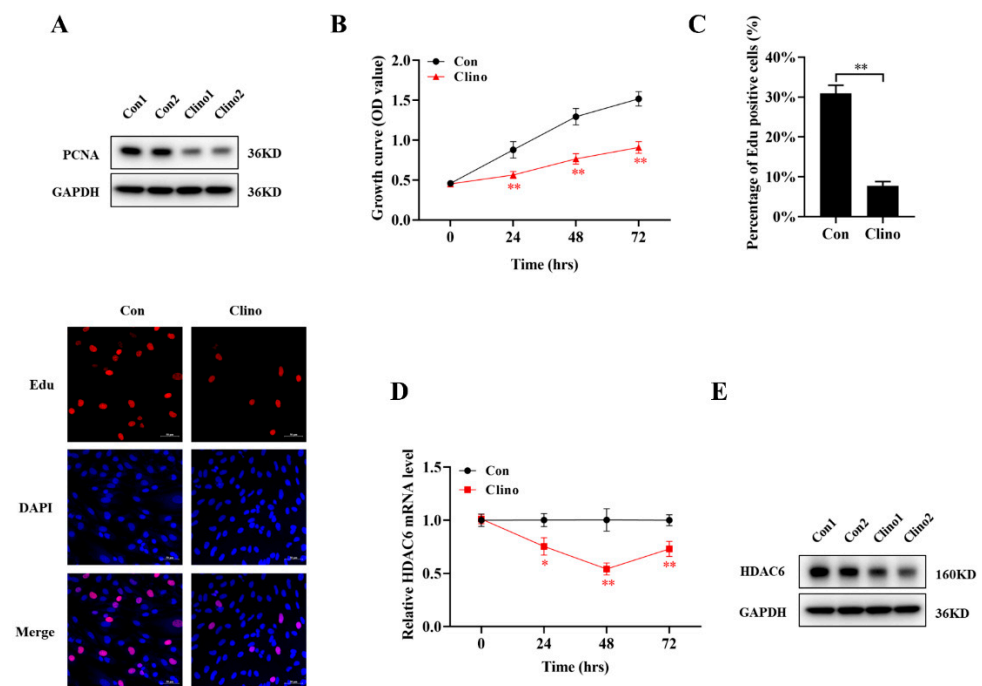 A
Con1 Con2 Clino1 Clino2
PCNA 36KD
GAPDH 36KD
B
Growth curve (OD value)
2.0
1.5
1.0
0.5
0.0
Con
Clino
** ** **
0 24 48 72
Time (hrs)
C
Percentage of Edu positive cells (%)
40%
30%
20%
10%
0%
**
Con Clino
Con Clino
Edu
DAPI
Merge
D
Relative HDAC6 mRNA level
1.5
1.0
0.5
0.0
Con
Clino
* ** **
0 24 48 72
Time (hrs)
E
Con1 Con2 Clino1 Clino2
HDAC6 160KD
GAPDH 36KD